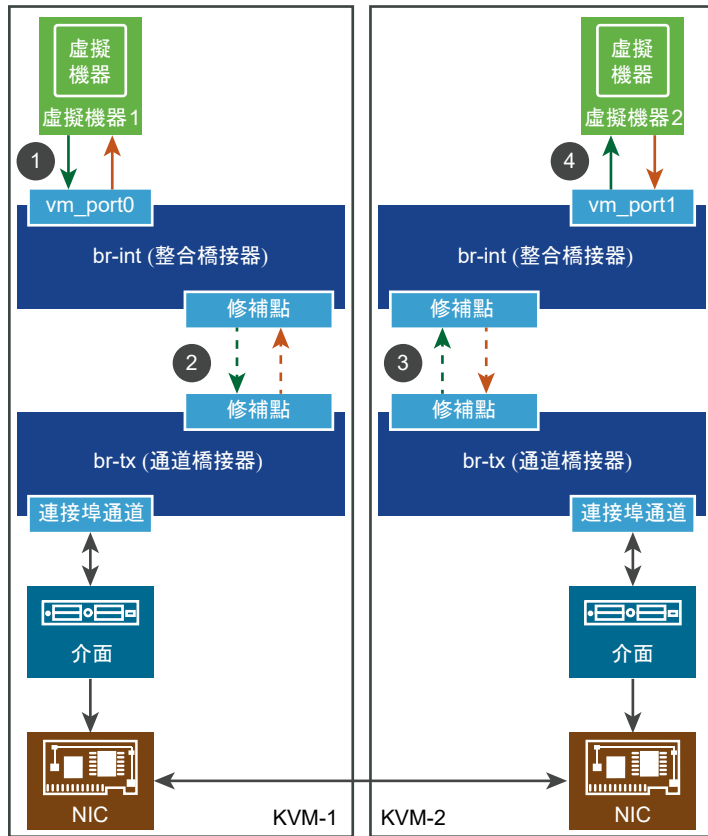 虛擬
機器
虛擬機器1
1
vm_port0
br-int (整合橋接器)
修補點
2
修補點
br-tx (通道橋接器)
連接埠通道
介面
NIC
KVM-1
虛擬
機器
虛擬機器2
4
vm_port1
br-int (整合橋接器)
修補點
3
修補點
br-tx (通道橋接器)
連接埠通道
介面
NIC
KVM-2